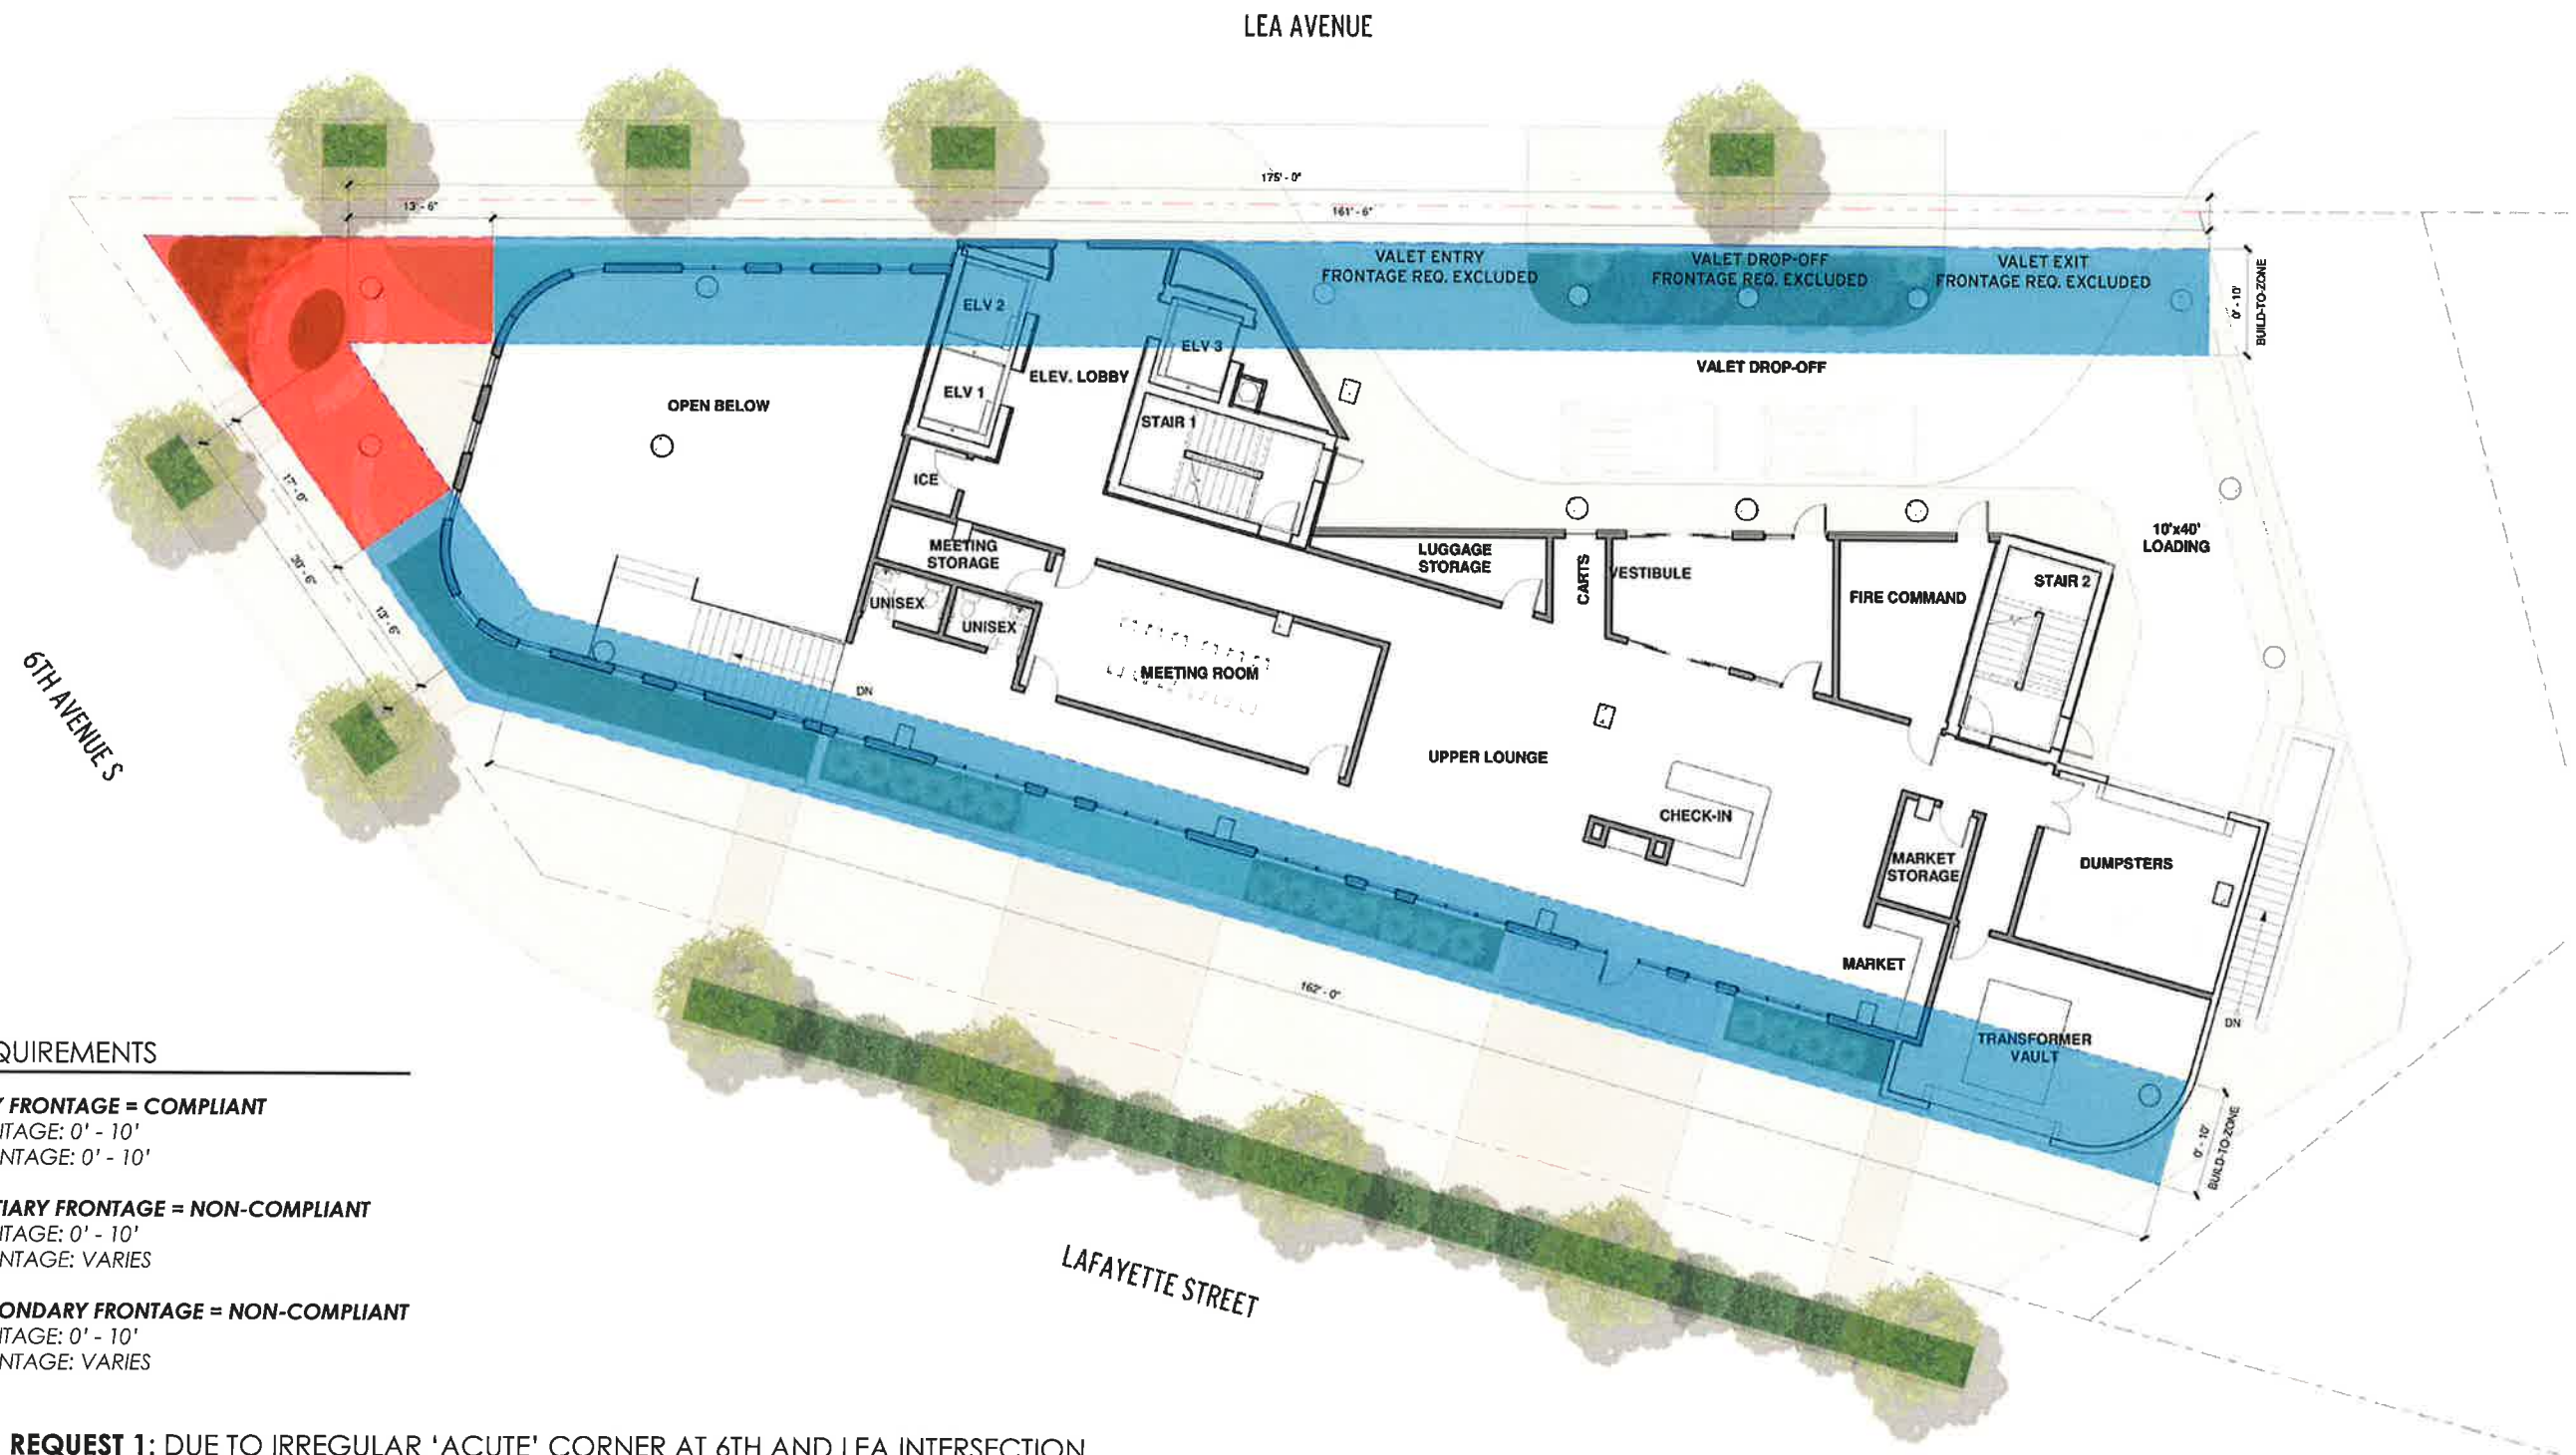 LEA AVENUE
175'-0"
13'-6"
161'-6"
VALET ENTRY
FRONTAGE REQ. EXCLUDED
VALET DROP-OFF
FRONTAGE REQ. EXCLUDED
VALET EXIT
FRONTAGE REQ. EXCLUDED
0' - 10'
BUILD-TO-ZONE
ELV 2
ELV 3
VALET DROP-OFF
ELEV. LOBBY
ELV 1
OPEN BELOW
STAIR 1
ICE
17'-0"
10'x40'
LOADING
MEETING
STORAGE
LUGGAGE
STORAGE
CARTS
VESTIBULE
FIRE COMMAND
STAIR 2
UNISEX
UNISEX
13'-6"
6TH AVENUE S
MEETING ROOM
DN
UPPER LOUNGE
CHECK-IN
MARKET
STORAGE
DUMPSTERS
MARKET
162'-0"
DN
TRANSFORMER
VAULT
0' - 10'
BUILD-TO-ZONE
LAFAYETTE STREET
QUIREMENTS
Y FRONTAGE = COMPLIANT
NTAGE: 0' - 10'
NTAGE: 0' - 10'
TIARY FRONTAGE = NON-COMPLIANT
NTAGE: 0' - 10'
NTAGE: VARIES
ONDARY FRONTAGE = NON-COMPLIANT
NTAGE: 0' - 10'
NTAGE: VARIES
REQUEST 1: DUE TO IRREGULAR 'ACUTE' CORNER AT 6TH AND LEA INTERSECTION